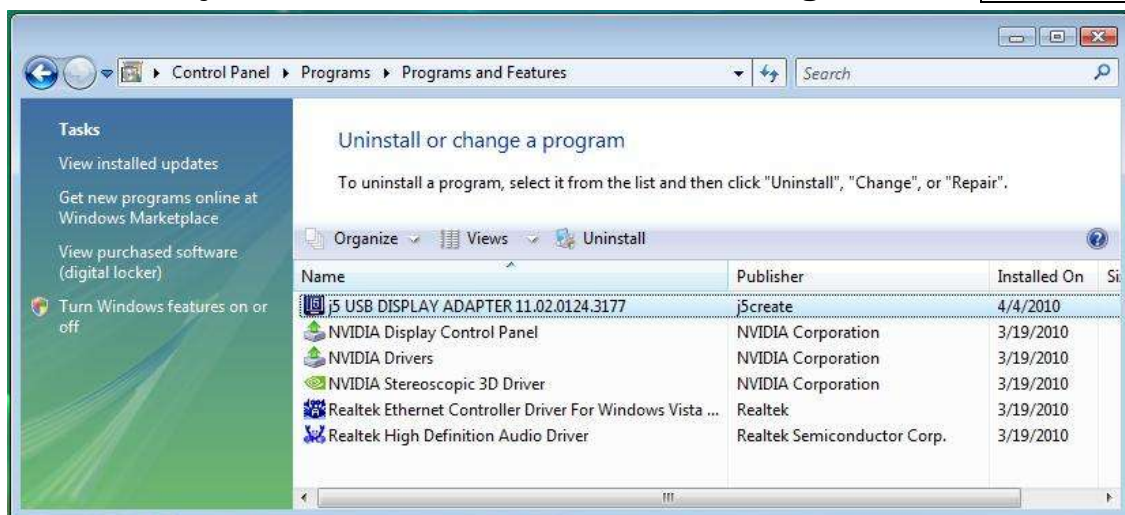 Control Panel ▸ Programs ▸ Programs and Features
Search
Tasks
View installed updates
Get new programs online at
Windows Marketplace
View purchased software
(digital locker)
Turn Windows features on or
off
Uninstall or change a program
To uninstall a program, select it from the list and then click "Uninstall", "Change", or "Repair".
Organize Views Uninstall
Name Publisher Installed On
j5 USB DISPLAY ADAPTER 11.02.0124.3177 j5create 4/4/2010
NVIDIA Display Control Panel NVIDIA Corporation 3/19/2010
NVIDIA Drivers NVIDIA Corporation 3/19/2010
NVIDIA Stereoscopic 3D Driver NVIDIA Corporation 3/19/2010
Realtek Ethernet Controller Driver For Windows Vista ... Realtek 3/19/2010
Realtek High Definition Audio Driver Realtek Semiconductor Corp. 3/19/2010